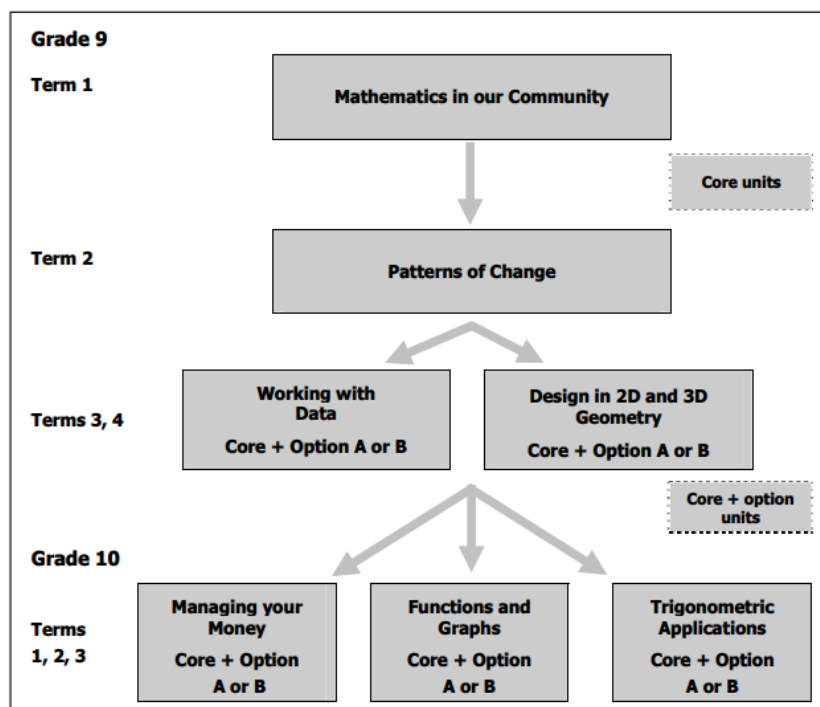 Grade 9
Term 1
Mathematics in our Community
Core units
Term 2
Patterns of Change
Terms 3, 4
Working with
Data
Core + Option A or B
Design in 2D and 3D
Geometry
Core + Option A or B
Core + option
units
Grade 10
Terms
1, 2, 3
Managing your
Money
Core + Option
A or B
Functions and
Graphs
Core + Option
A or B
Trigonometric
Applications
Core + Option
A or B